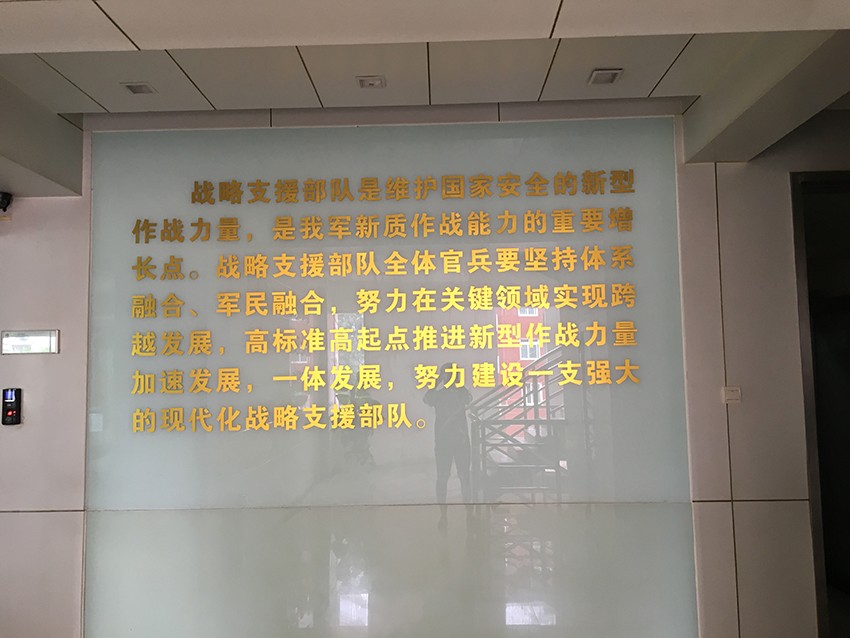 战略支援部队是维护国家安全的新型
作战力量，是我军新质作战能力的重要增
长点。战略支援部队全体官兵要坚持体系
融合、军民融合，努力在关键领域实现跨
越发展，高标准高起点推进新型作战力量
加速发展，一体发展，努力建设一支强大
的现代化战略支援部队。